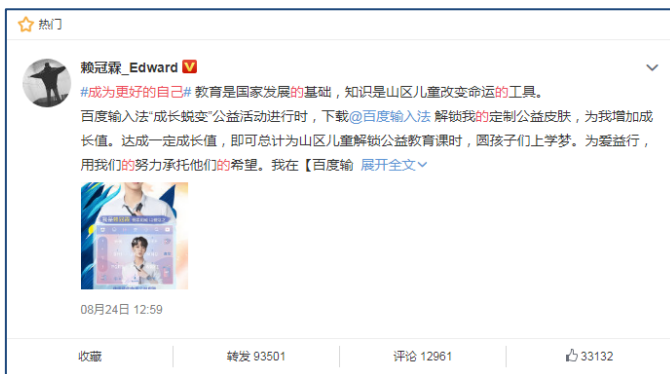 热门
赖冠霖_Edward
#成为更好的自己# 教育是国家发展的基础，知识是山区儿童改变命运的工具。
百度输入法“成长蜕变”公益活动进行时，下载@百度输入法 解锁我的定制公益皮肤，为我增加成
长值。达成一定成长值，即可总计为山区儿童解锁公益教育课时，圆孩子们上学梦。为爱益行，
用我们的努力承托他们的希望。我在【百度输 展开全文
08月24日 12:59
收藏 转发 93501 评论 12961 33132